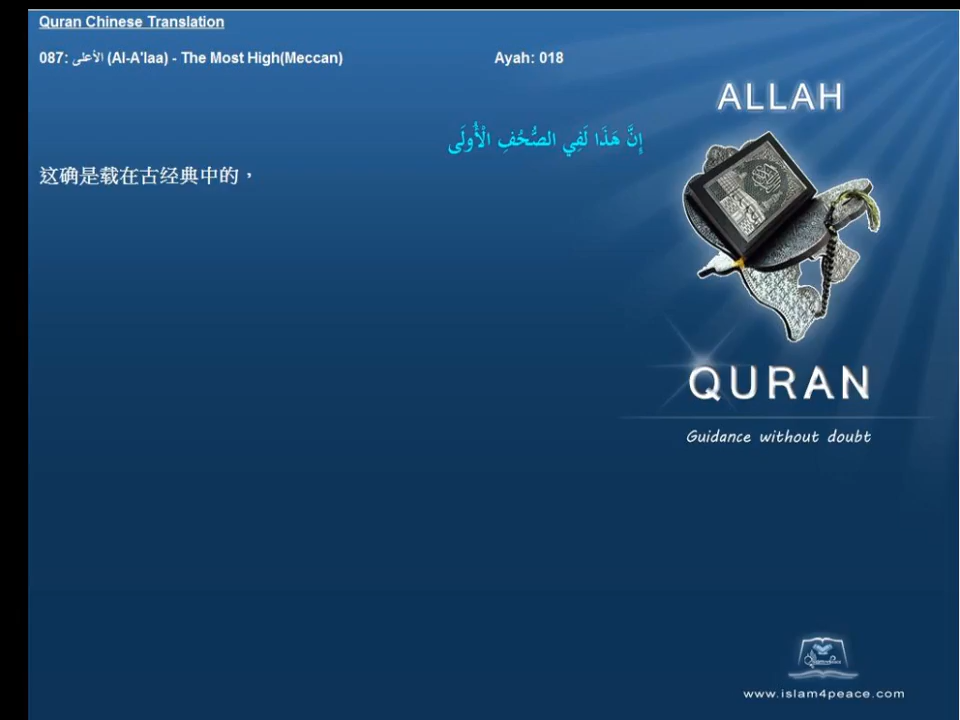 Quran Chinese Translation
087: الأعلى (Al-A'laa) - The Most High(Meccan)
Ayah: 018
ALLAH
إِنَّ هَذَا لَفِي الصُّحُفِ الْأُولَى
这确是载在古经典中的，
QURAN
Guidance without doubt
www.islam4peace.com